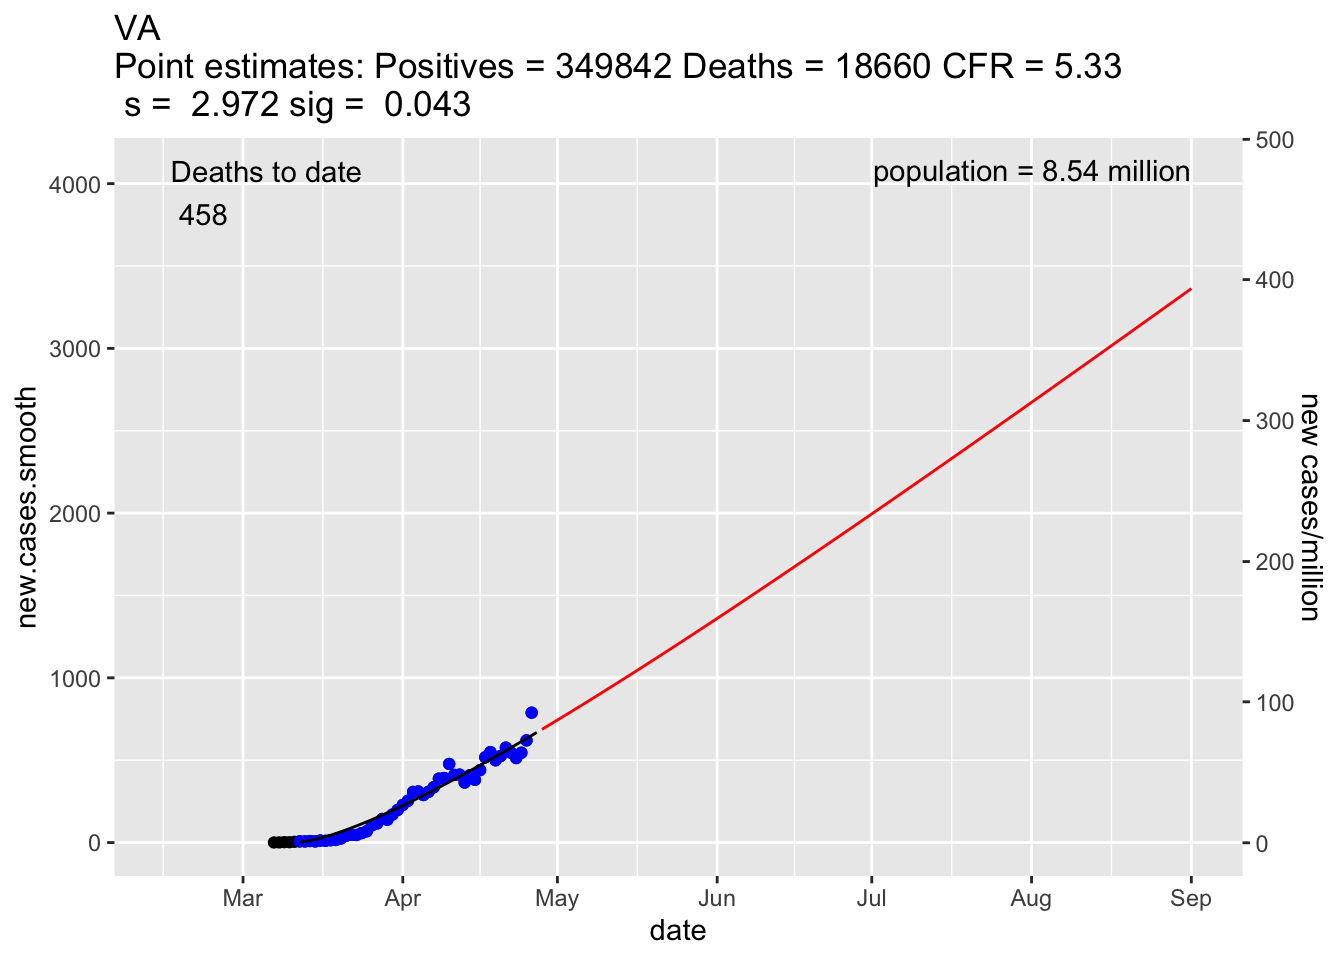 VA
Point estimates: Positives = 349842 Deaths = 18660 CFR = 5.33
s = 2.972 sig = 0.043
Deaths to date
458
population = 8.54 million
4000
3000
2000
1000
0
new.cases.smooth
500
400
300
200
100
0
new cases/million
Mar Apr May Jun Jul Aug Sep
date